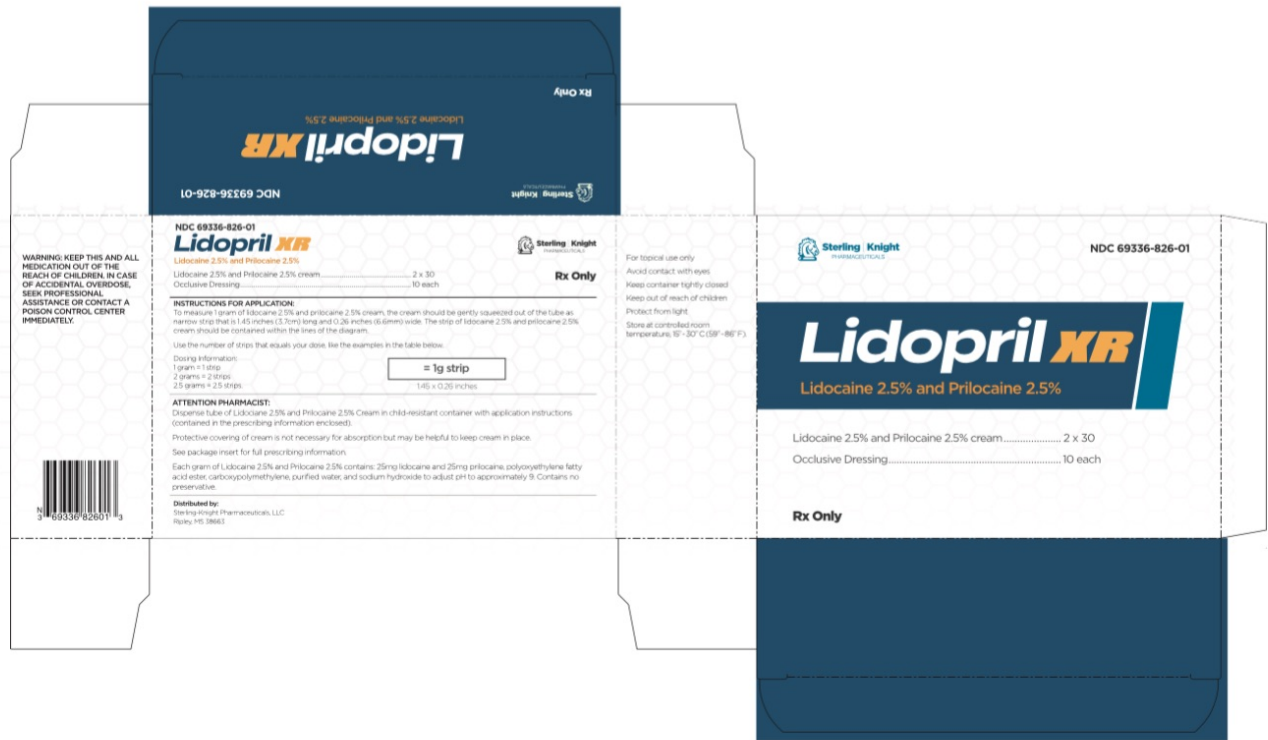 Rx Only
Lidocaine 2.5% and Prilocaine 2.5%
Lidopril XR
NDC 69336-826-01
Sterling Knight
PHARMACEUTICALS
WARNING: KEEP THIS AND ALL
MEDICATION OUT OF THE
REACH OF CHILDREN. IN CASE
OF ACCIDENTAL OVERDOSE,
SEEK PROFESSIONAL
ASSISTANCE OR CONTACT A
POISON CONTROL CENTER
IMMEDIATELY.
N
3 69336 82601 3
NDC 69336-826-01
Lidopril XR
Lidocaine 2.5% and Prilocaine 2.5%
Sterling Knight
PHARMACEUTICALS
Lidocaine 2.5% and Prilocaine 2.5% cream 2 x 30
Occlusive Dressing 10 each
Rx Only
INSTRUCTIONS FOR APPLICATION:
To measure 1 gram of lidocaine 2.5% and prilocaine 2.5% cream, the cream should be gently squeezed out of the tube as
narrow strip that is 1.45 inches (3.7cm) long and 0.26 inches (6.6mm) wide. The strip of lidocaine 2.5% and prilocaine 2.5%
cream should be contained within the lines of the diagram.
Use the number of strips that equals your dose, like the examples in the table below.
Dosing Information:
1 gram = 1 strip
2 grams = 2 strips
2.5 grams = 2.5 strips
= 1g strip
1.45 x 0.26 inches
ATTENTION PHARMACIST:
Dispense tube of Lidociane 2.5% and Prilocaine 2.5% Cream in child-resistant container with application instructions
(contained in the prescribing information enclosed).
Protective covering of cream is not necessary for absorption but may be helpful to keep cream in place.
See package insert for full prescribing information.
Each gram of Lidocaine 2.5% and Prilocaine 2.5% contains: 25mg lidocaine and 25mg prilocaine, polyoxyethylene fatty
acid ester, carboxypolymethylene, purified water, and sodium hydroxide to adjust pH to approximately 9. Contains no
preservative.
Distributed by:
Sterling-Knight Pharmaceuticals, LLC
Ripley, MS 38663
For topical use only
Avoid contact with eyes
Keep container tightly closed
Keep out of reach of children
Protect from light
Store at controlled room
temperature, 15°-30° C (59°-86° F).
Sterling Knight
PHARMACEUTICALS
NDC 69336-826-01
Lidopril XR
Lidocaine 2.5% and Prilocaine 2.5%
Lidocaine 2.5% and Prilocaine 2.5% cream 2 x 30
Occlusive Dressing 10 each
Rx Only